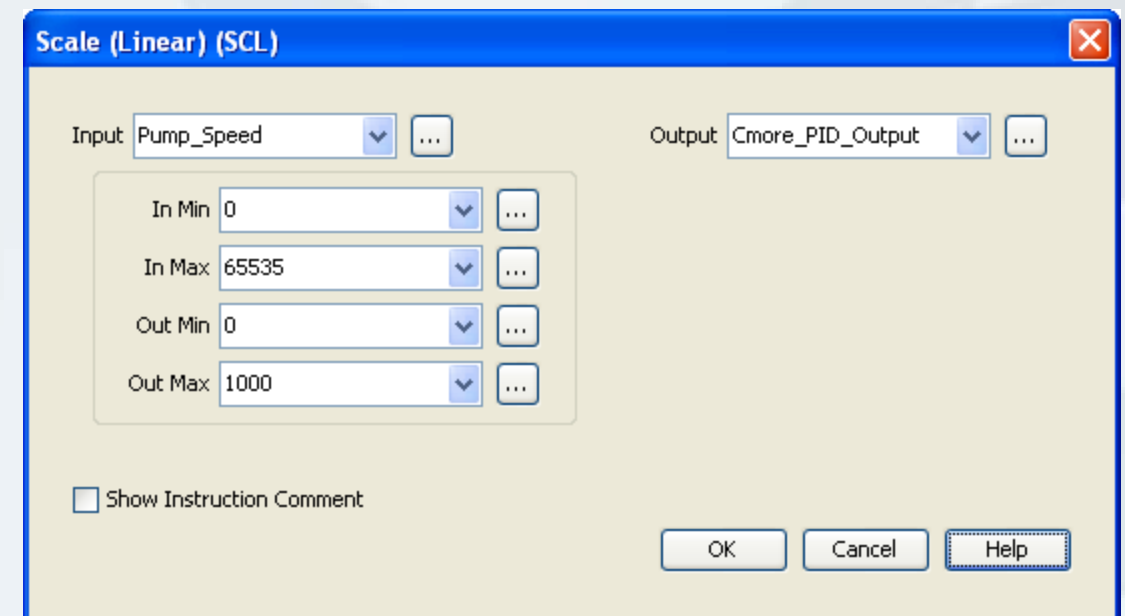 Scale (Linear) (SCL)
Input Pump_Speed ... Output Cmore_PID_Output ...
In Min 0 ...
In Max 65535 ...
Out Min 0 ...
Out Max 1000 ...
Show Instruction Comment
OK Cancel Help